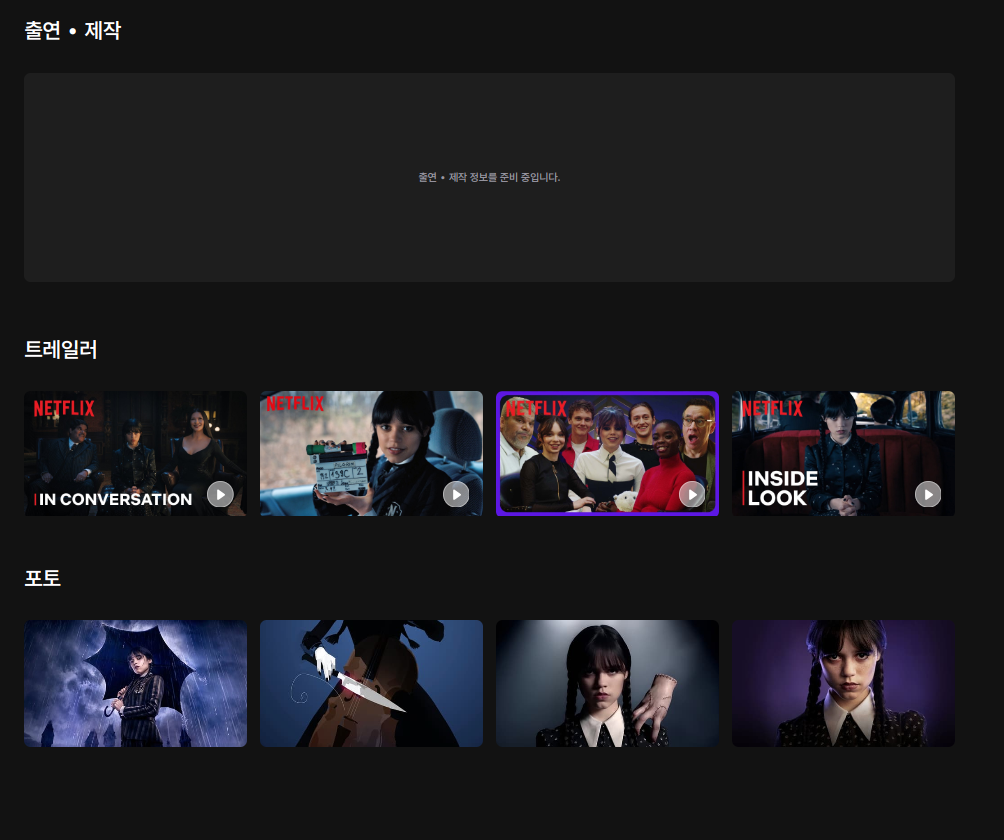 출연 • 제작
출연 • 제작 정보를 준비 중입니다.
트레일러
NETFLIX
IN CONVERSATION
NETFLIX
NETFLIX
NETFLIX
INSIDE
LOOK
포토